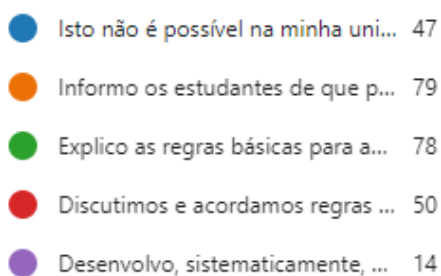 Isto não é possível na minha uni... 47
Informo os estudantes de que p... 79
Explico as regras básicas para a... 78
Discutimos e acordamos regras ... 50
Desenvolvo, sistematicamente, ... 14